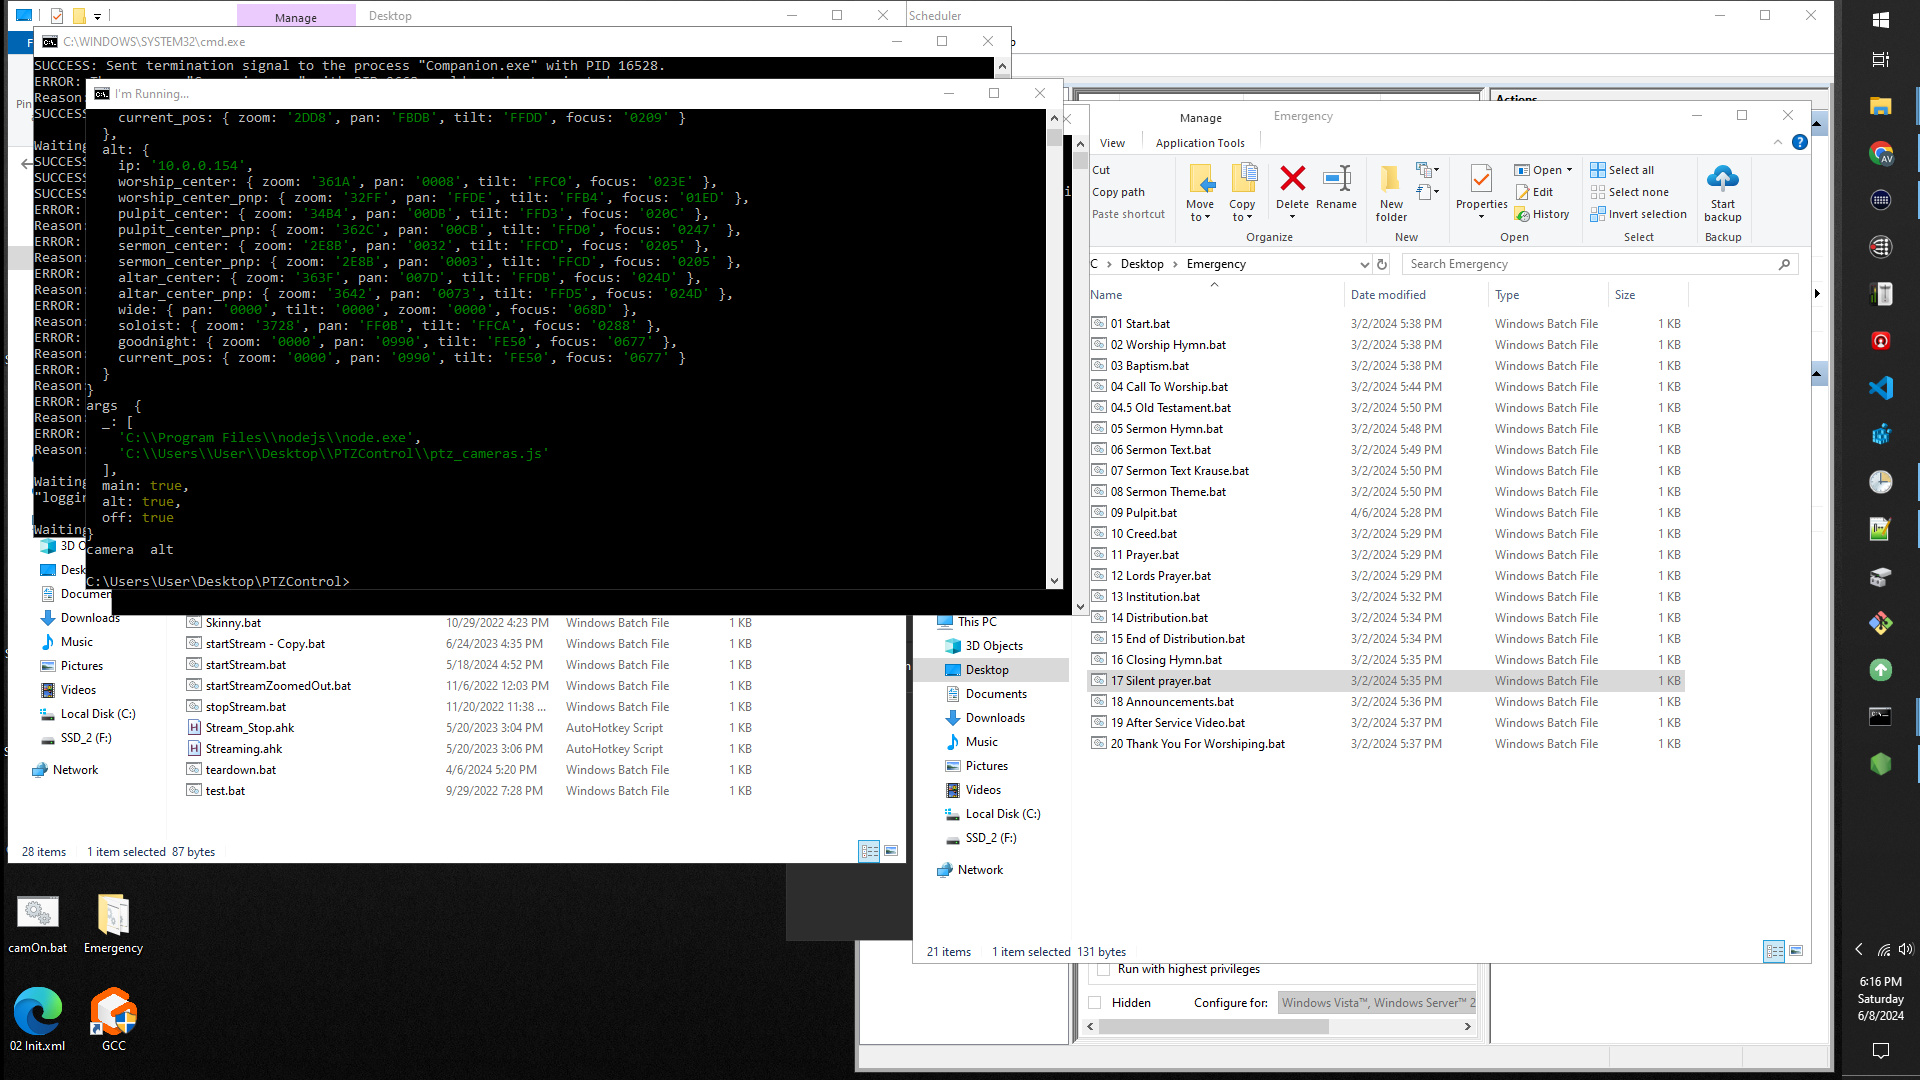 Manage
Desktop
Scheduler
C:\WINDOWS\SYSTEM32\cmd.exe
SUCCESS: Sent termination signal to the process "Companion.exe" with PID 16528.
ERROR:
Reason:
SUCCESS
Waiting
SUCCESS
SUCCESS
SUCCESS
ERROR:
Reason:
ERROR:
Reason:
ERROR:
Reason:
ERROR:
Reason:
ERROR:
Reason:
ERROR:
Reason:
ERROR:
Reason:
ERROR:
Reason:
Waiting
"loggin
Waiting
Pin
I'm Running...
current_pos: { zoom: '2DD8', pan: 'FBDB', tilt: 'FFDD', focus: '0209' }
},
alt: {
ip: '10.0.0.154',
worship_center: { zoom: '361A', pan: '0008', tilt: 'FFC0', focus: '023E' },
worship_center_pnp: { zoom: '32FF', pan: 'FFDE', tilt: 'FFB4', focus: '01ED' },
pulpit_center: { zoom: '34B4', pan: '00DB', tilt: 'FFD3', focus: '020C' },
pulpit_center_pnp: { zoom: '362C', pan: '00CB', tilt: 'FFD0', focus: '0247' },
sermon_center: { zoom: '2E8B', pan: '0032', tilt: 'FFCD', focus: '0205' },
sermon_center_pnp: { zoom: '2E8B', pan: '0003', tilt: 'FFCD', focus: '0205' },
altar_center: { zoom: '363F', pan: '007D', tilt: 'FFDB', focus: '024D' },
altar_center_pnp: { zoom: '3642', pan: '0073', tilt: 'FFD5', focus: '024D' },
wide: { pan: '0000', tilt: '0000', zoom: '0000', focus: '068D' },
soloist: { zoom: '3728', pan: 'FF0B', tilt: 'FFCA', focus: '0288' },
goodnight: { zoom: '0000', pan: '0990', tilt: 'FE50', focus: '0677' },
current_pos: { zoom: '0000', pan: '0990', tilt: 'FE50', focus: '0677' }
}
}
args {
_: [
'C:\\Program Files\\nodejs\\node.exe',
'C:\\Users\\User\\Desktop\\PTZControl\\ptz_cameras.js'
],
main: true,
alt: true,
off: true
}
camera alt
C:\Users\User\Desktop\PTZControl>
3D O
Desk
Documen
Downloads
Music
Pictures
Videos
Local Disk (C:)
SSD_2 (F:)
Network
Skinny.bat 10/29/2022 4:23 PM Windows Batch File 1 KB
startStream - Copy.bat 6/24/2023 4:35 PM Windows Batch File 1 KB
startStream.bat 5/18/2024 4:52 PM Windows Batch File 1 KB
startStreamZoomedOut.bat 11/6/2022 12:03 PM Windows Batch File 1 KB
stopStream.bat 11/20/2022 11:38 ... Windows Batch File 1 KB
Stream_Stop.ahk 5/20/2023 3:04 PM AutoHotkey Script 1 KB
Streaming.ahk 5/20/2023 3:06 PM AutoHotkey Script 1 KB
teardown.bat 4/6/2024 5:20 PM Windows Batch File 1 KB
test.bat 9/29/2022 7:28 PM Windows Batch File 1 KB
28 items 1 item selected 87 bytes
Actions
Manage
Emergency
View
Application Tools
Cut
Copy path
Paste shortcut
Move to
Copy to
Delete
Rename
Organize
New folder
New
Properties
Open
Edit
History
Open
Select all
Select none
Invert selection
Select
Start backup
Backup
C > Desktop > Emergency
Search Emergency
Name Date modified Type Size
01 Start.bat 3/2/2024 5:38 PM Windows Batch File 1 KB
02 Worship Hymn.bat 3/2/2024 5:38 PM Windows Batch File 1 KB
03 Baptism.bat 3/2/2024 5:38 PM Windows Batch File 1 KB
04 Call To Worship.bat 3/2/2024 5:44 PM Windows Batch File 1 KB
04.5 Old Testament.bat 3/2/2024 5:50 PM Windows Batch File 1 KB
05 Sermon Hymn.bat 3/2/2024 5:48 PM Windows Batch File 1 KB
06 Sermon Text.bat 3/2/2024 5:49 PM Windows Batch File 1 KB
07 Sermon Text Krause.bat 3/2/2024 5:50 PM Windows Batch File 1 KB
08 Sermon Theme.bat 3/2/2024 5:50 PM Windows Batch File 1 KB
09 Pulpit.bat 4/6/2024 5:28 PM Windows Batch File 1 KB
10 Creed.bat 3/2/2024 5:29 PM Windows Batch File 1 KB
11 Prayer.bat 3/2/2024 5:29 PM Windows Batch File 1 KB
12 Lords Prayer.bat 3/2/2024 5:29 PM Windows Batch File 1 KB
13 Institution.bat 3/2/2024 5:32 PM Windows Batch File 1 KB
14 Distribution.bat 3/2/2024 5:34 PM Windows Batch File 1 KB
15 End of Distribution.bat 3/2/2024 5:34 PM Windows Batch File 1 KB
16 Closing Hymn.bat 3/2/2024 5:35 PM Windows Batch File 1 KB
17 Silent prayer.bat 3/2/2024 5:35 PM Windows Batch File 1 KB
18 Announcements.bat 3/2/2024 5:36 PM Windows Batch File 1 KB
19 After Service Video.bat 3/2/2024 5:37 PM Windows Batch File 1 KB
20 Thank You For Worshiping.bat 3/2/2024 5:37 PM Windows Batch File 1 KB
This PC
3D Objects
Desktop
Documents
Downloads
Music
Pictures
Videos
Local Disk (C:)
SSD_2 (F:)
Network
21 items 1 item selected 131 bytes
Run with highest privileges
Hidden Configure for: Windows Vista™, Windows Server™ 2
camOn.bat
Emergency
02 Init.xml
GCC
AV
6:16 PM
Saturday
6/8/2024